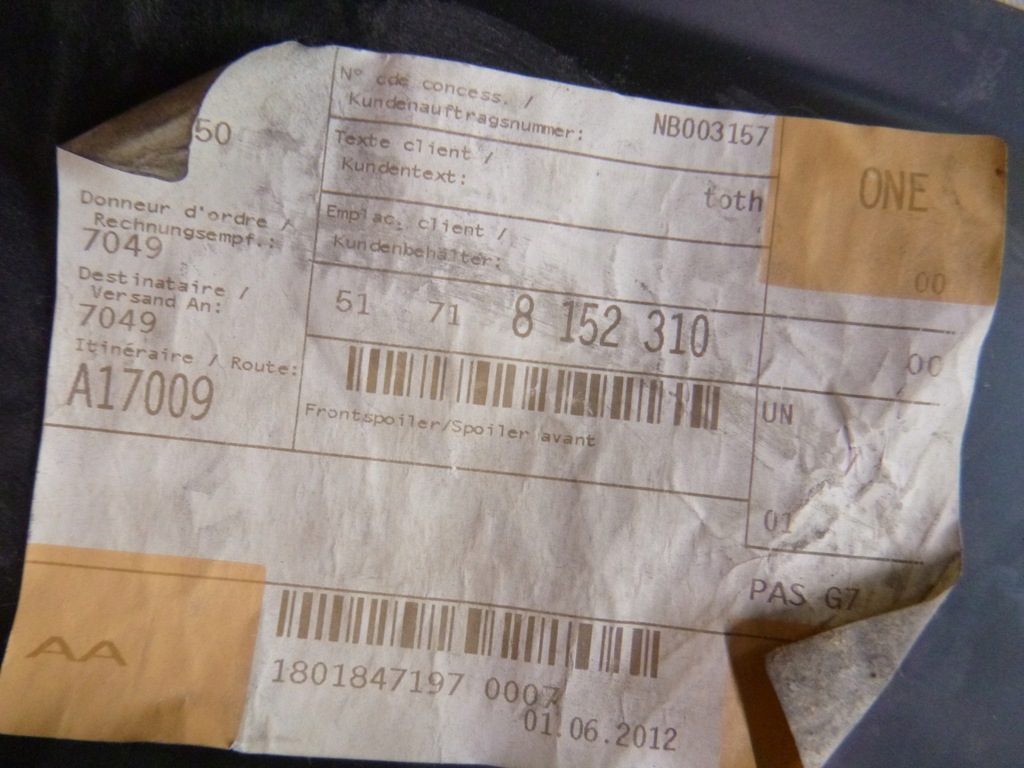 50
N° cde concess. /
Kundenauftragsnummer:
NB003157
ONE
Texte client /
Kundentext:
toth
Emplac. client /
Kundenbehälter:
00
Donneur d'ordre /
Rechnungsempf.:
7049
Destinataire /
Versand An:
7049
Itinéraire / Route:
A17009
51 71 8 152 310
00
Frontspoiler/Spoiler avant
UN
01
PAS G7
AA
1801847197 0007
01.06.2012